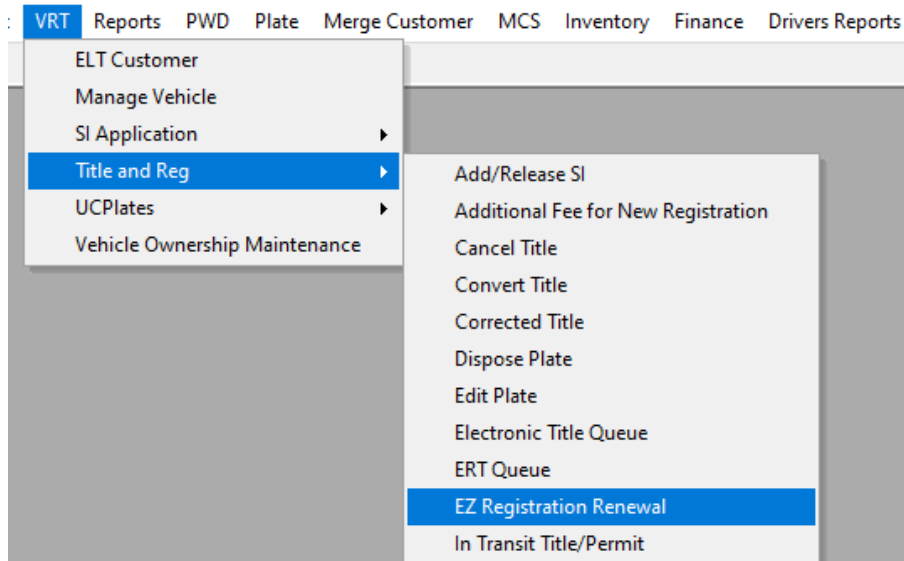 VRT Reports PWD Plate Merge Customer MCS Inventory Finance Drivers Reports
ELT Customer
Manage Vehicle
SI Application
Title and Reg
UCPlates
Vehicle Ownership Maintenance
Add/Release SI
Additional Fee for New Registration
Cancel Title
Convert Title
Corrected Title
Dispose Plate
Edit Plate
Electronic Title Queue
ERT Queue
EZ Registration Renewal
In Transit Title/Permit